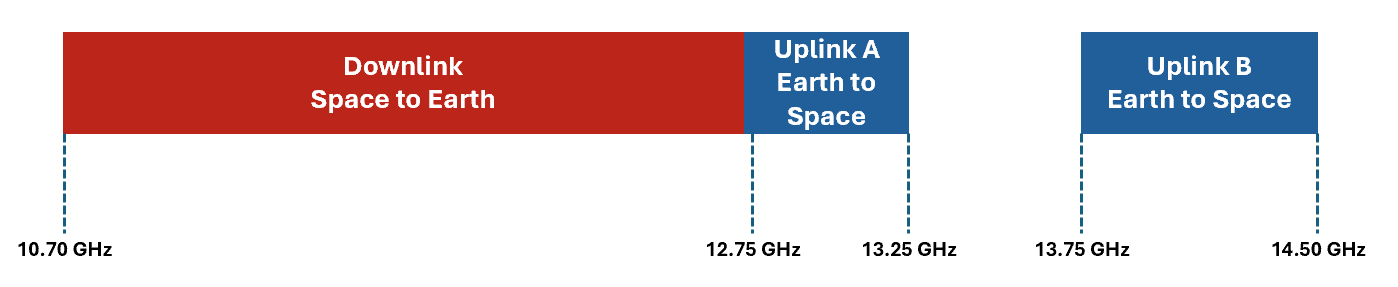 Downlink
Space to Earth
Uplink A
Earth to
Space
Uplink B
Earth to Space
10.70 GHz
12.75 GHz
13.25 GHz
13.75 GHz
14.50 GHz